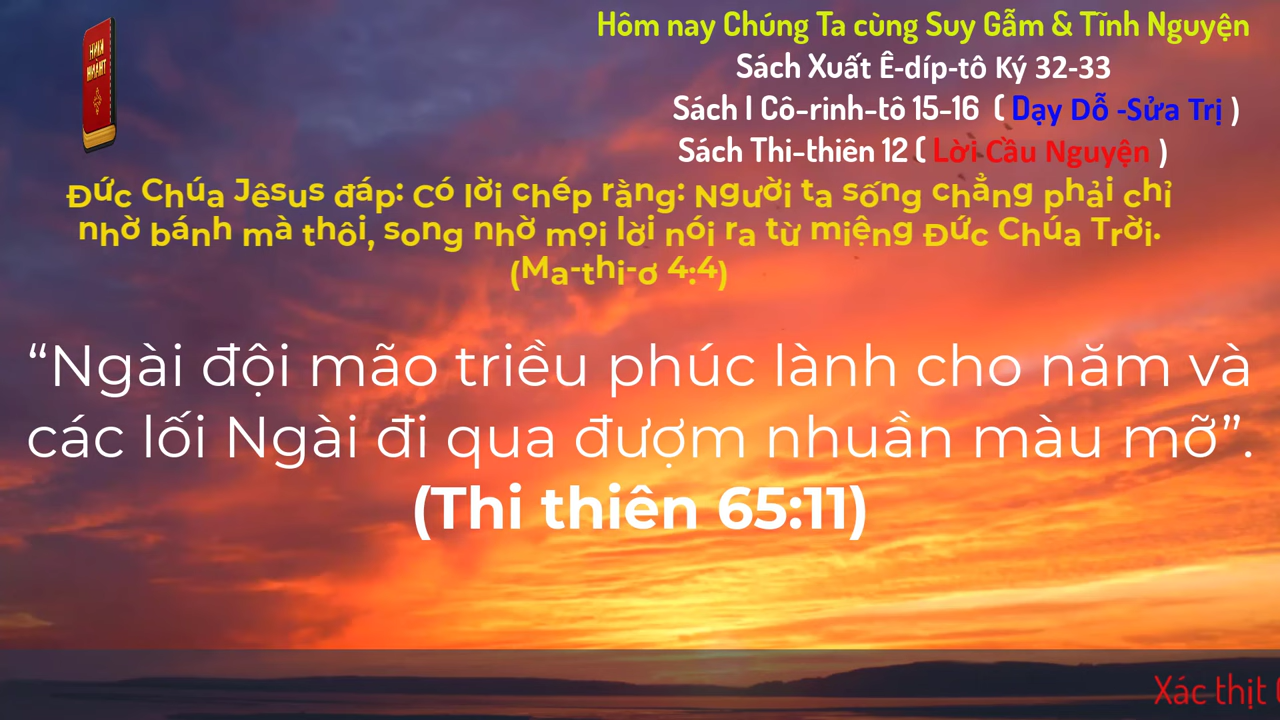 Hôm nay Chúng Ta cùng Suy Gẫm & Tĩnh Nguyện
Sách Xuất Ê-díp-tô Ký 32-33
Sách I Cô-rinh-tô 15-16 ( Dạy Dỗ -Sửa Trị )
Sách Thi-thiên 12 ( Lời Cầu Nguyện )
KINH
THÁNH
Đức Chúa Jêsus đáp: Có lời chép rằng: Người ta sống chẳng phải chỉ
nhờ bánh mà thôi, song nhờ mọi lời nói ra từ miệng Đức Chúa Trời.
(Ma-thi-ơ 4:4)
“Ngài đội mão triều phúc lành cho năm và
các lối Ngài đi qua đượm nhuần màu mỡ”.
(Thi thiên 65:11)
Xác thịt